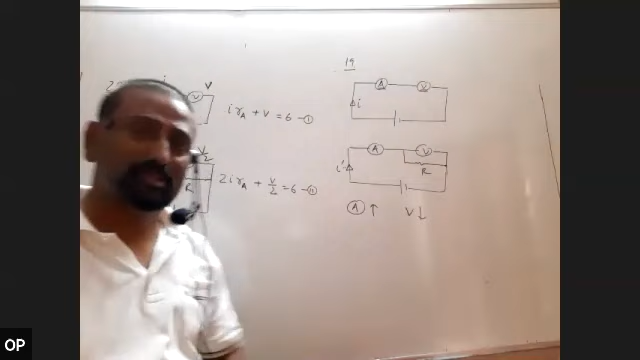 19
V
V
i r_A + V = 6 —①
A
V
i
V/2
R
2i r_A + V/2 = 6 —②
A
V
i'
R
A ↑ V ↓
OP